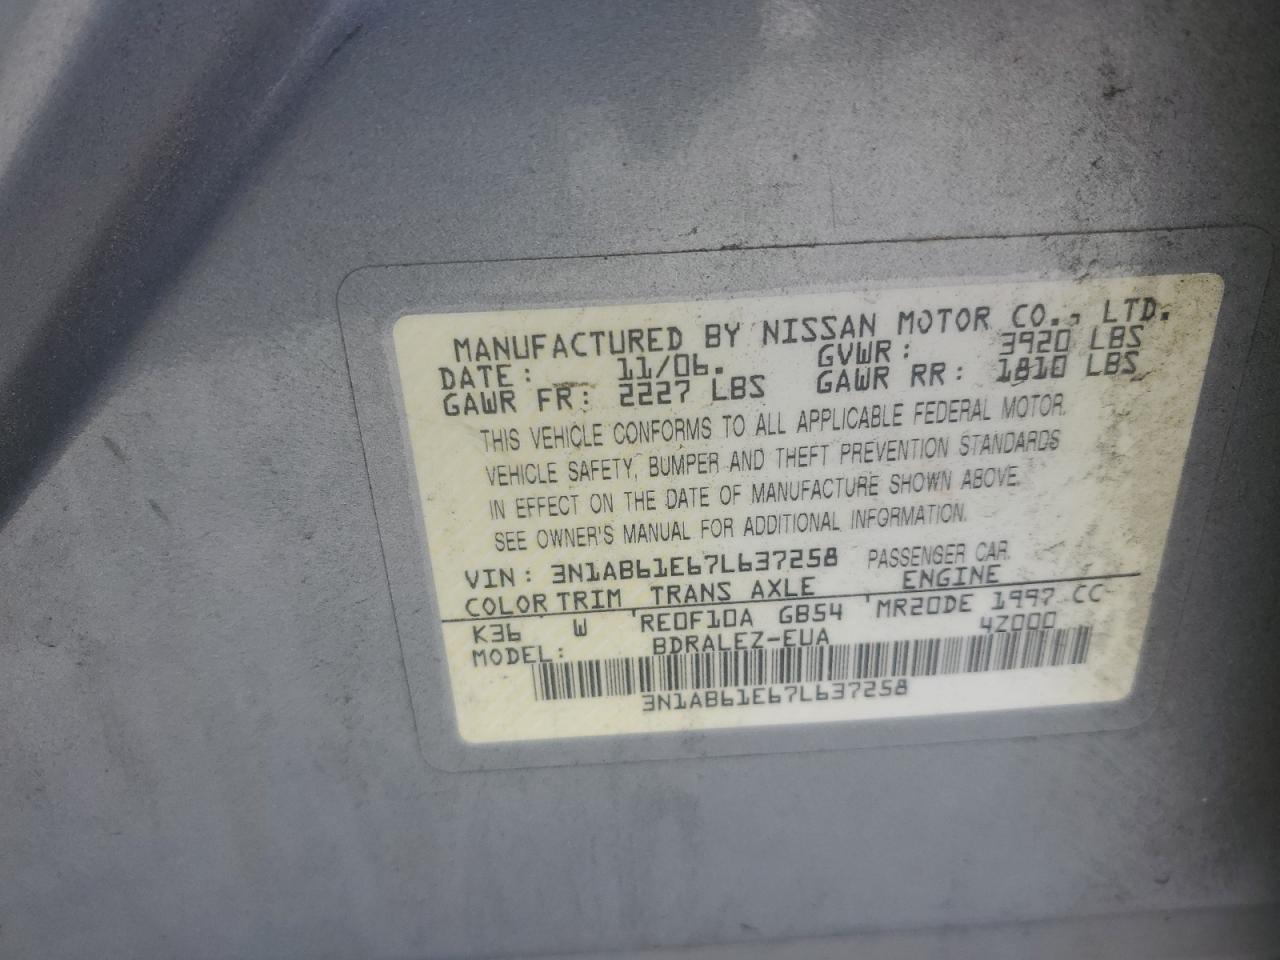 MANUFACTURED BY NISSAN MOTOR CO., LTD.
DATE: 11/06. GVWR: 3920 LBS
GAWR FR: 2227 LBS GAWR RR: 1810 LBS
THIS VEHICLE CONFORMS TO ALL APPLICABLE FEDERAL MOTOR
VEHICLE SAFETY, BUMPER AND THEFT PREVENTION STANDARDS
IN EFFECT ON THE DATE OF MANUFACTURE SHOWN ABOVE.
SEE OWNER'S MANUAL FOR ADDITIONAL INFORMATION.
VIN: 3N1AB61E67L637258 PASSENGER CAR
COLOR TRIM TRANS AXLE ENGINE
K36 W RE0F10A GB54 MR20DE 1997 CC
MODEL: BDRALEZ-EUA 4Z000
3N1AB61E67L637258